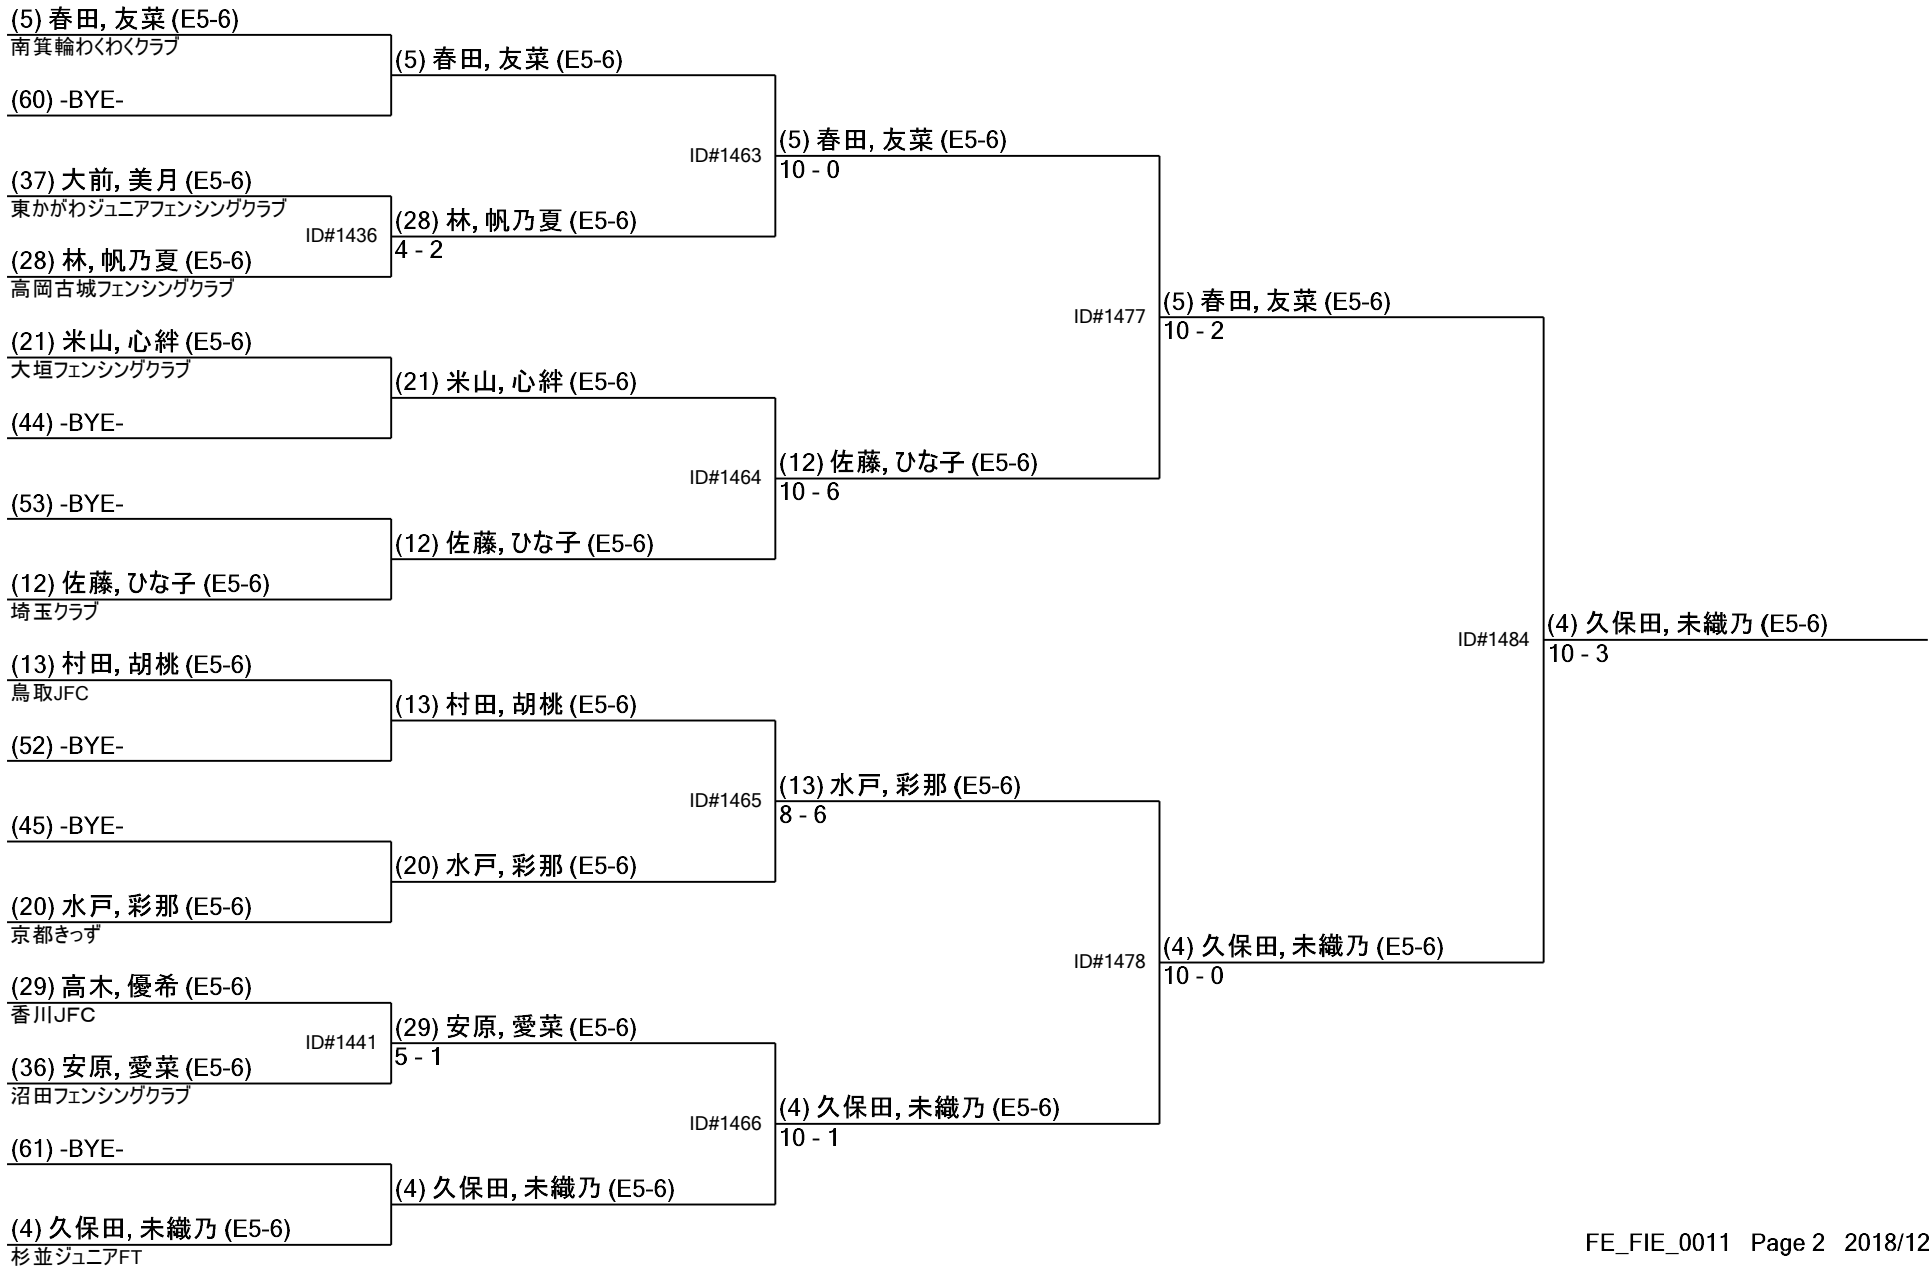 (5) 春田, 友菜 (E5-6)
南箕輪わくわくクラブ
(60) -BYE-
(37) 大前, 美月 (E5-6)
東かがわジュニアフェンシングクラブ
ID#1436
(28) 林, 帆乃夏 (E5-6)
高岡古城フェンシングクラブ
(21) 米山, 心絆 (E5-6)
大垣フェンシングクラブ
(44) -BYE-
(53) -BYE-
(12) 佐藤, ひな子 (E5-6)
埼玉クラブ
(13) 村田, 胡桃 (E5-6)
鳥取JFC
(52) -BYE-
(45) -BYE-
(20) 水戸, 彩那 (E5-6)
京都きっず
(29) 高木, 優希 (E5-6)
香川JFC
ID#1441
(36) 安原, 愛菜 (E5-6)
沼田フェンシングクラブ
(61) -BYE-
(4) 久保田, 未織乃 (E5-6)
杉並ジュニアFT
(5) 春田, 友菜 (E5-6)
ID#1463
(28) 林, 帆乃夏 (E5-6)
4 - 2
(21) 米山, 心絆 (E5-6)
ID#1464
(12) 佐藤, ひな子 (E5-6)
(13) 村田, 胡桃 (E5-6)
ID#1465
(20) 水戸, 彩那 (E5-6)
(29) 安原, 愛菜 (E5-6)
5 - 1
ID#1466
(4) 久保田, 未織乃 (E5-6)
(5) 春田, 友菜 (E5-6)
10 - 0
ID#1477
(12) 佐藤, ひな子 (E5-6)
10 - 6
(13) 水戸, 彩那 (E5-6)
8 - 6
ID#1478
(4) 久保田, 未織乃 (E5-6)
10 - 1
(5) 春田, 友菜 (E5-6)
10 - 2
ID#1484
(4) 久保田, 未織乃 (E5-6)
10 - 0
(4) 久保田, 未織乃 (E5-6)
10 - 3
FE_FIE_0011 Page 2 2018/12